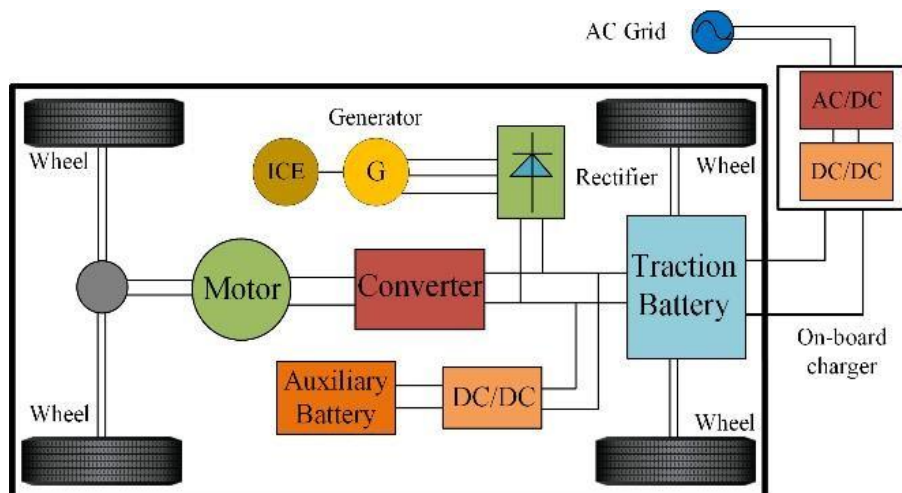 AC Grid
AC/DC
DC/DC
On-board
charger
Generator
Wheel
Wheel
ICE
G
Rectifier
Motor
Converter
Traction
Battery
Auxiliary
Battery
DC/DC
Wheel
Wheel